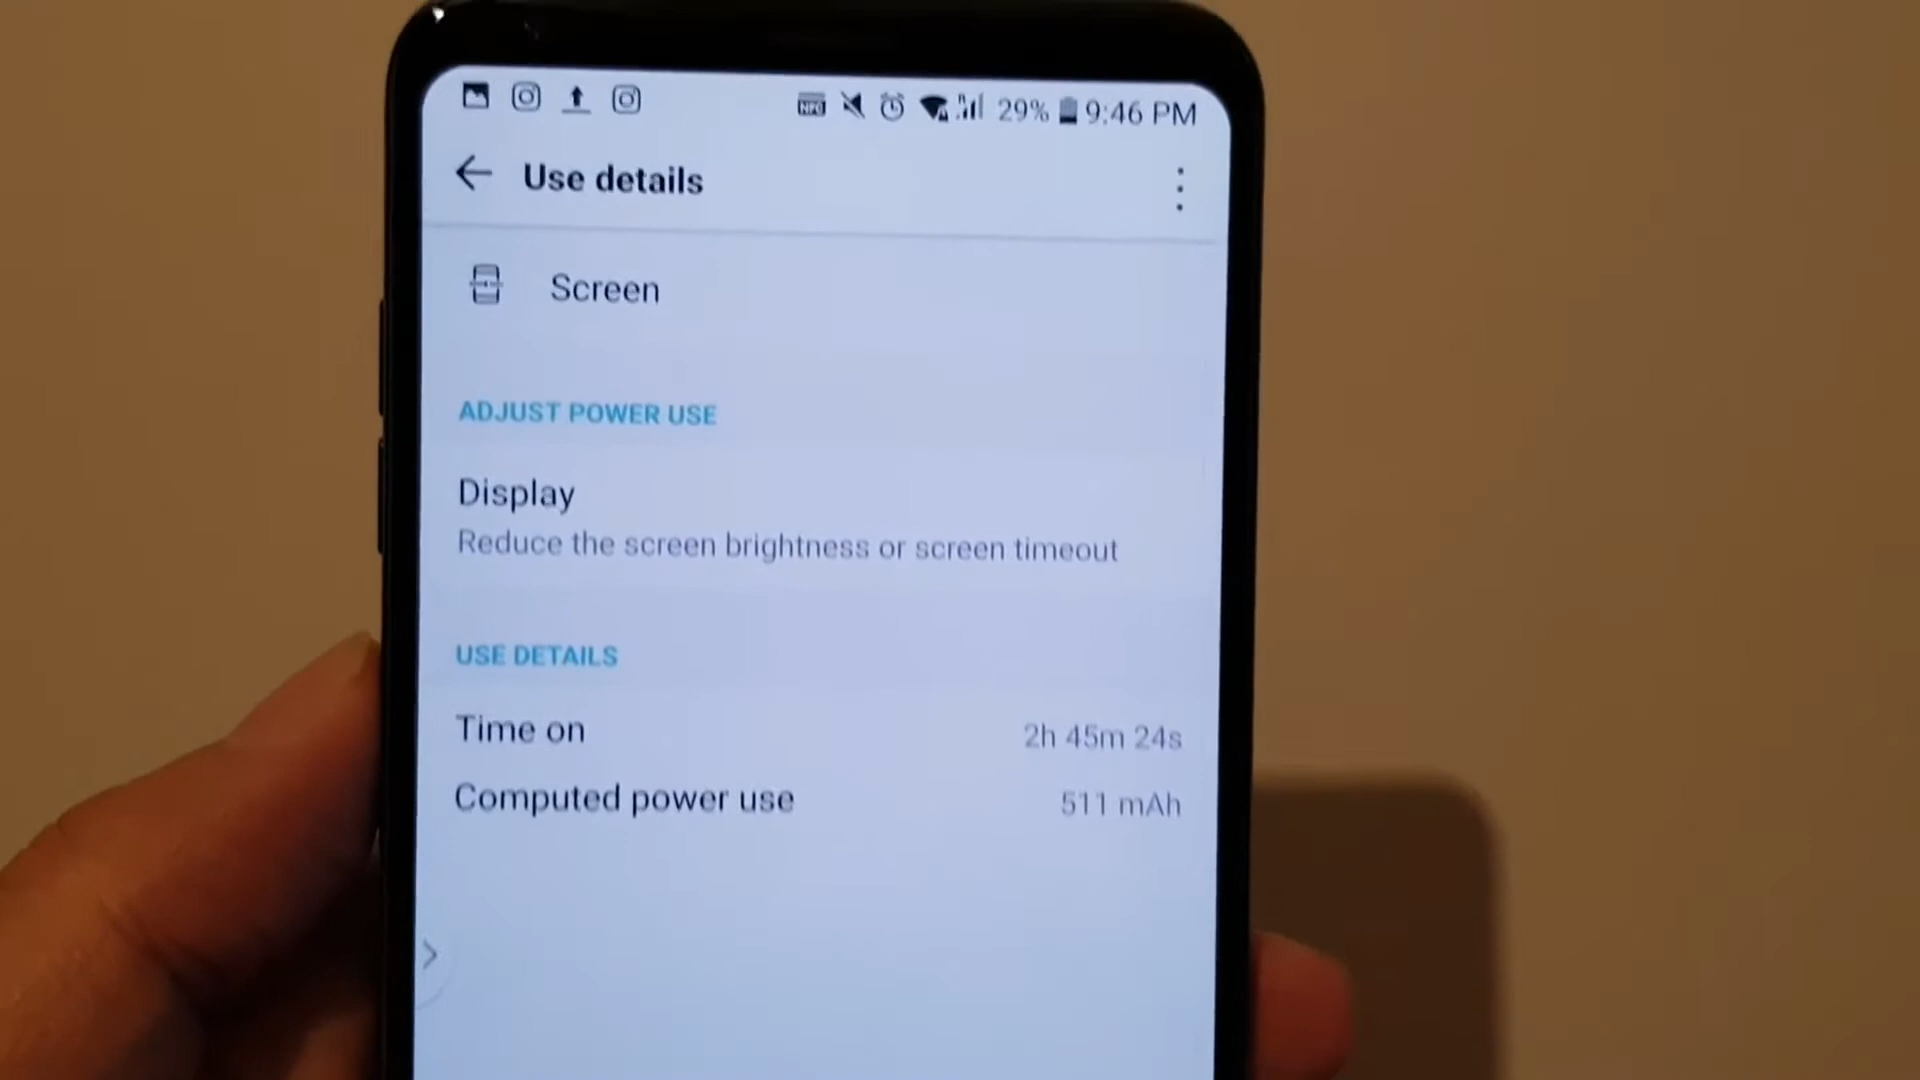 NFC 29% 9:46 PM
Use details
Screen
ADJUST POWER USE
Display
Reduce the screen brightness or screen timeout
USE DETAILS
Time on 2h 45m 24s
Computed power use 511 mAh